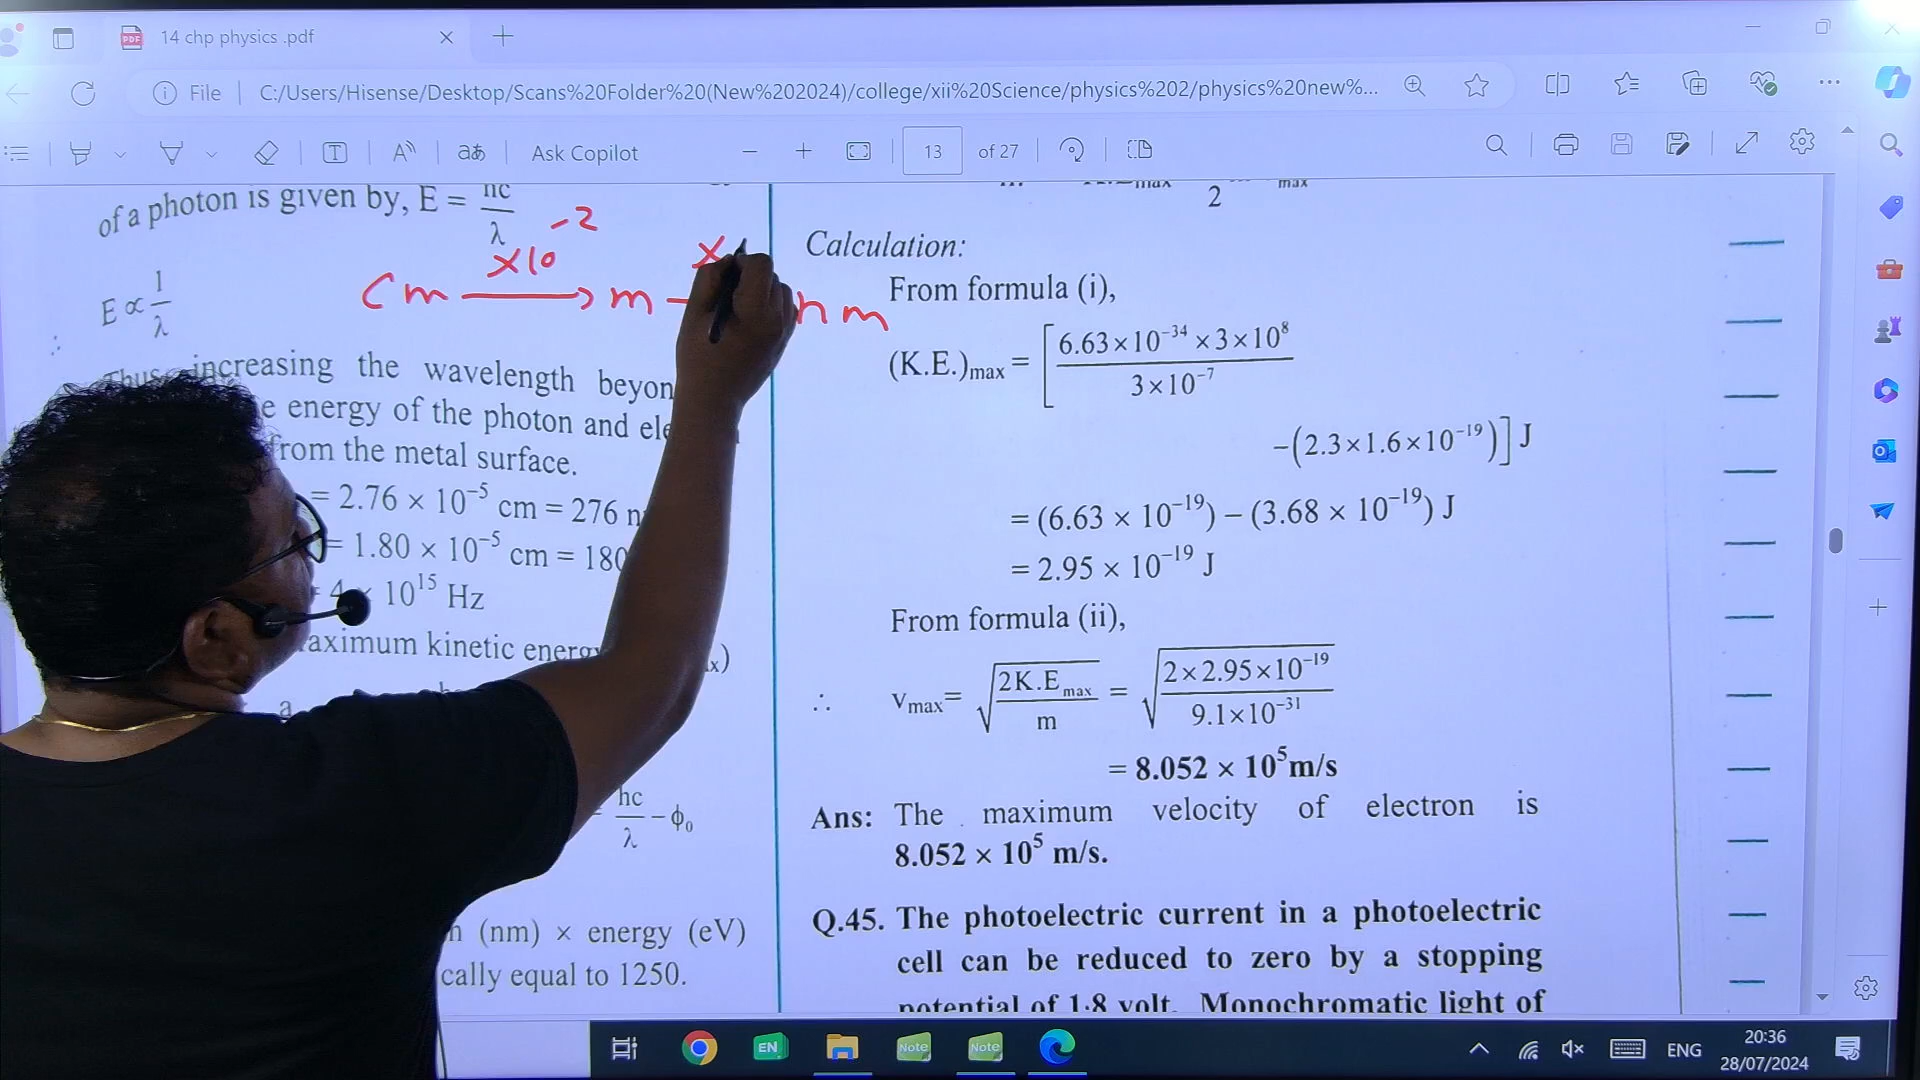 14 chp physics .pdf
File
C:/Users/Hisense/Desktop/Scans%20Folder%20(New%202024)/college/xii%20Science/physics%202/physics%20new%...
Ask Copilot
13 of 27
ENG
20:36
28/07/2024
EN
Note
Note
of a photon is given by, E = hc/λ
×10⁻²
cm → m nm
E ∝ 1/λ
Thus increasing the wavelength
energy of the photon and
from the metal surface.
= 2.76 × 10⁻⁵ cm = 276
= 1.80 × 10⁻⁵ cm = 180
10¹⁵ Hz
kinetic
hc/λ − ϕ₀
(nm) × energy (eV)
equal to 1250.
2
max
Calculation:
From formula (i),
(K.E.)max = [6.63×10⁻³⁴ ×3×10⁸ / 3×10⁻⁷
−(2.3×1.6×10⁻¹⁹)] J
= (6.63 × 10⁻¹⁹) − (3.68 × 10⁻¹⁹) J
= 2.95 × 10⁻¹⁹ J
From formula (ii),
∴ vmax= √(2K.E max / m) = √(2×2.95×10⁻¹⁹ / 9.1×10⁻³¹)
= 8.052 × 10⁵m/s
Ans: The maximum velocity of electron is
8.052 × 10⁵ m/s.
Q.45. The photoelectric current in a photoelectric
cell can be reduced to zero by a stopping
potential of 1·8 volt. Monochromatic light of